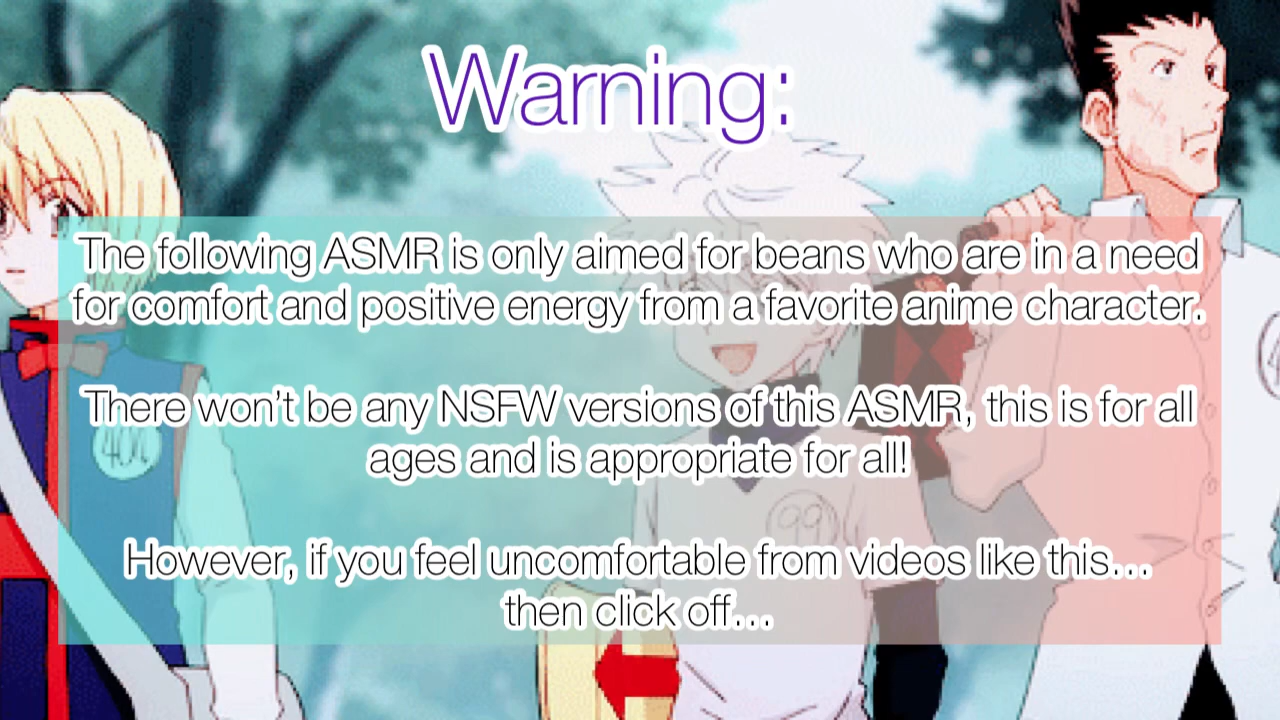 Warning:
The following ASMR is only aimed for beans who are in a need
for comfort and positive energy from a favorite anime character.
There won't be any NSFW versions of this ASMR, this is for all
ages and is appropriate for all!
However, if you feel uncomfortable from videos like this...
then click off...
404
99